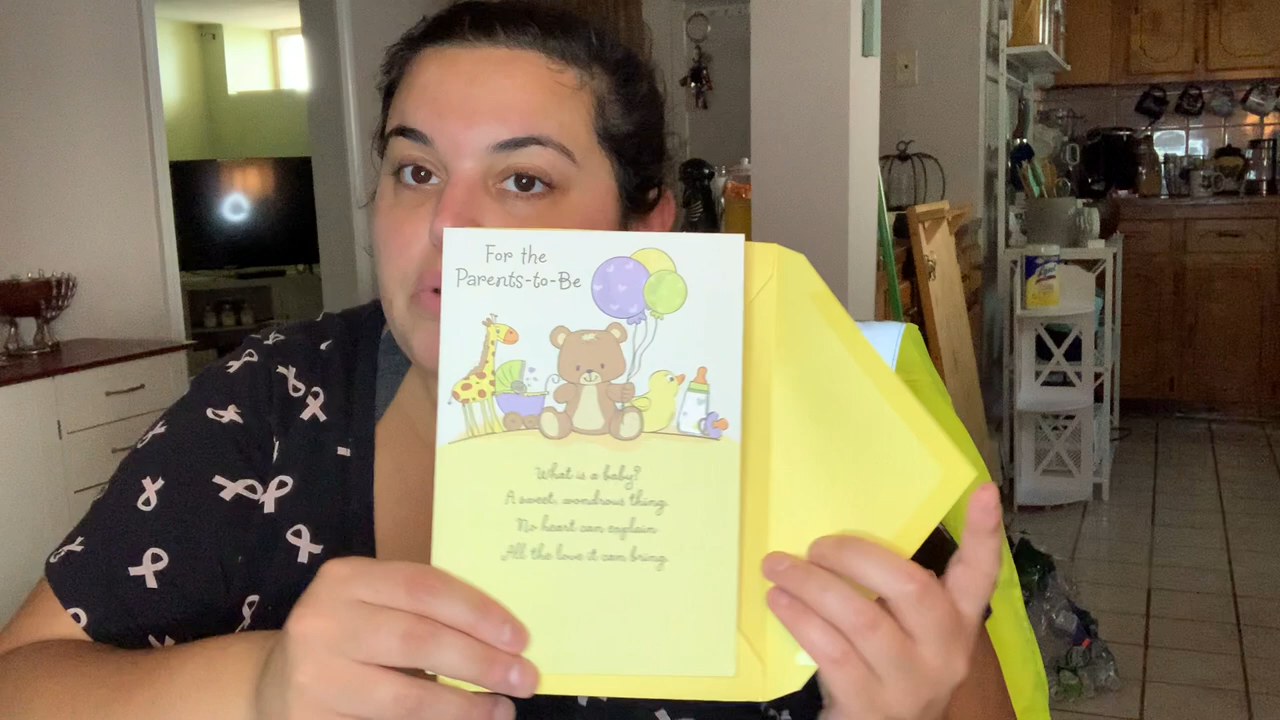 For the
Parents-to-Be
What is a baby?
A sweet, wondrous thing.
No heart can explain
All the love it can bring.